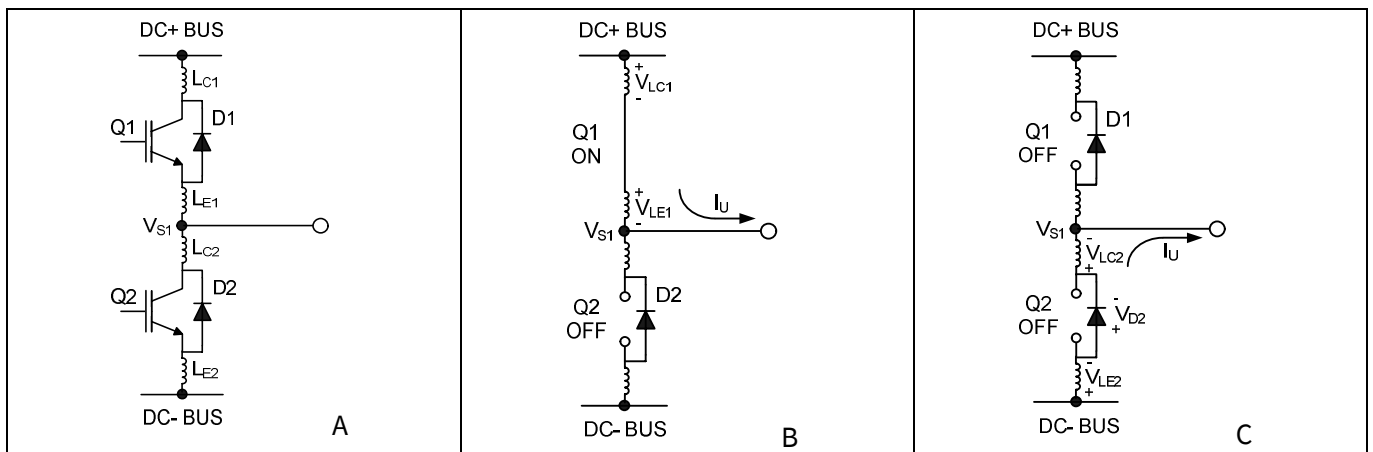 DC+ BUS
LC1
Q1
D1
LE1
VS1
LC2
Q2
D2
LE2
DC- BUS
A
DC+ BUS
+
VLC1
-
Q1
ON
+
VLE1
-
IU
VS1
Q2
OFF
D2
DC- BUS
B
DC+ BUS
Q1
OFF
D1
VS1
-
VLC2
+
IU
Q2
OFF
-
VD2
+
-
VLE2
+
DC- BUS
C